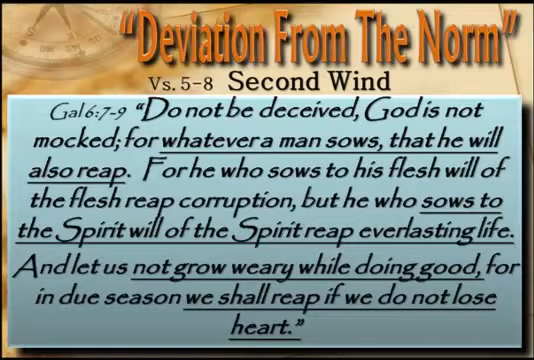 "Deviation From The Norm"
Vs. 5-8 Second Wind
Gal 6:7-9 "Do not be deceived, God is not
mocked; for whatever a man sows, that he will
also reap. For he who sows to his flesh will of
the flesh reap corruption, but he who sows to
the Spirit will of the Spirit reap everlasting life.
And let us not grow weary while doing good, for
in due season we shall reap if we do not lose
heart."